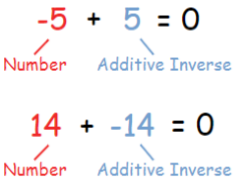 -5 + 5 = 0
Number Additive Inverse
14 + -14 = 0
Number Additive Inverse